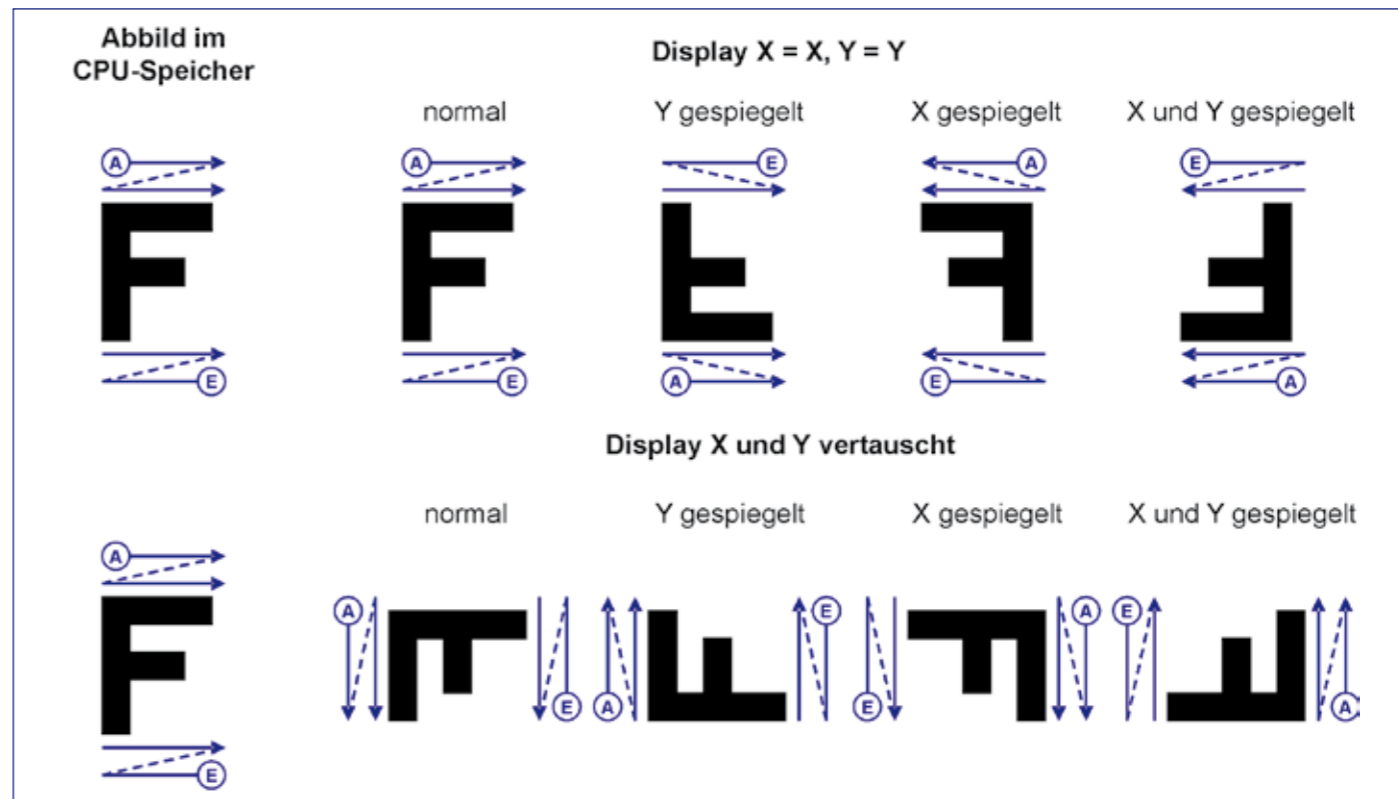 Abbild im
CPU-Speicher
Display X = X, Y = Y
normal
Y gespiegelt
X gespiegelt
X und Y gespiegelt
A
A
E
A
E
F
F
F
F
F
E
E
A
E
A
Display X und Y vertauscht
normal
Y gespiegelt
X gespiegelt
X und Y gespiegelt
A
F
E
A
E
A
E
E
A
E
A